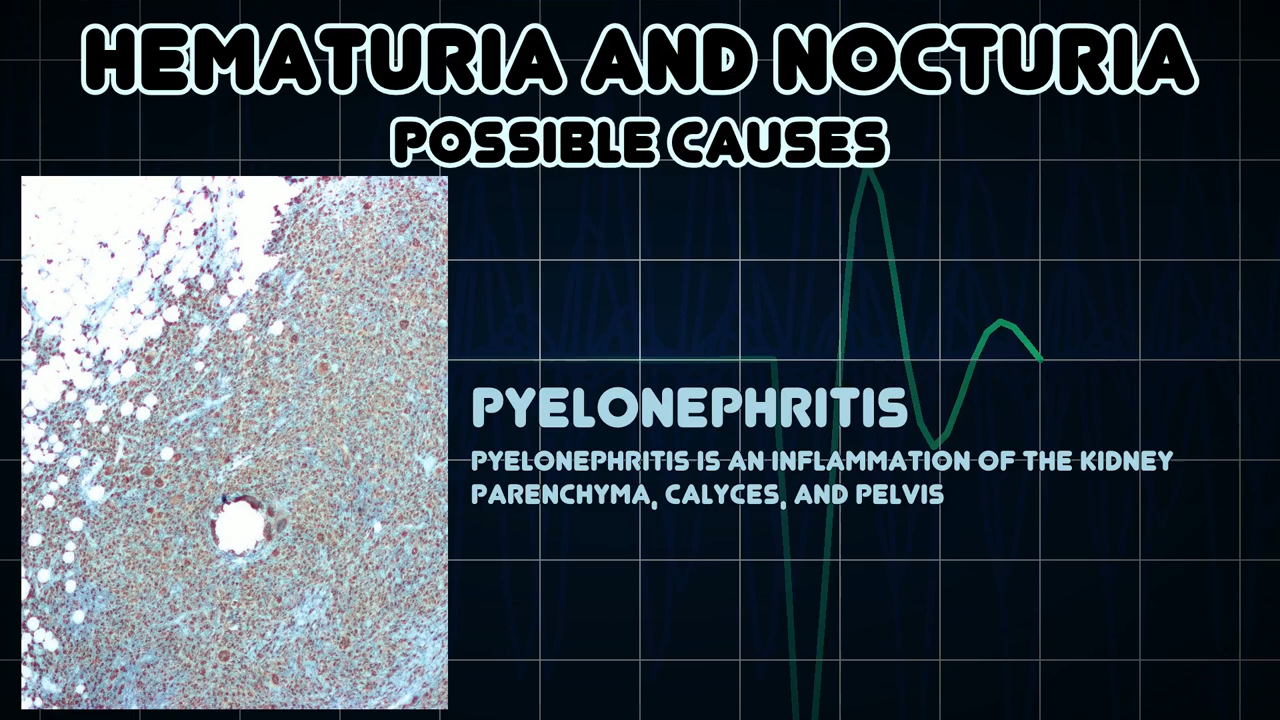 HEMATURIA AND NOCTURIA
POSSIBLE CAUSES
PYELONEPHRITIS
PYELONEPHRITIS IS AN INFLAMMATION OF THE KIDNEY
PARENCHYMA, CALYCES, AND PELVIS